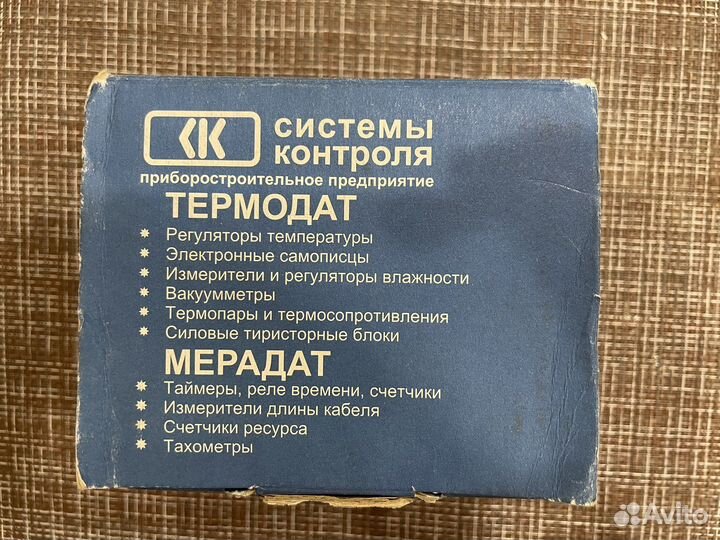 СК
системы
контроля
приборостроительное предприятие
ТЕРМОДАТ
Регуляторы температуры
Электронные самописцы
Измерители и регуляторы влажности
Вакуумметры
Термопары и термосопротивления
Силовые тиристорные блоки
МЕРАДАТ
Таймеры, реле времени, счетчики
Измерители длины кабеля
Счетчики ресурса
Тахометры
Avito